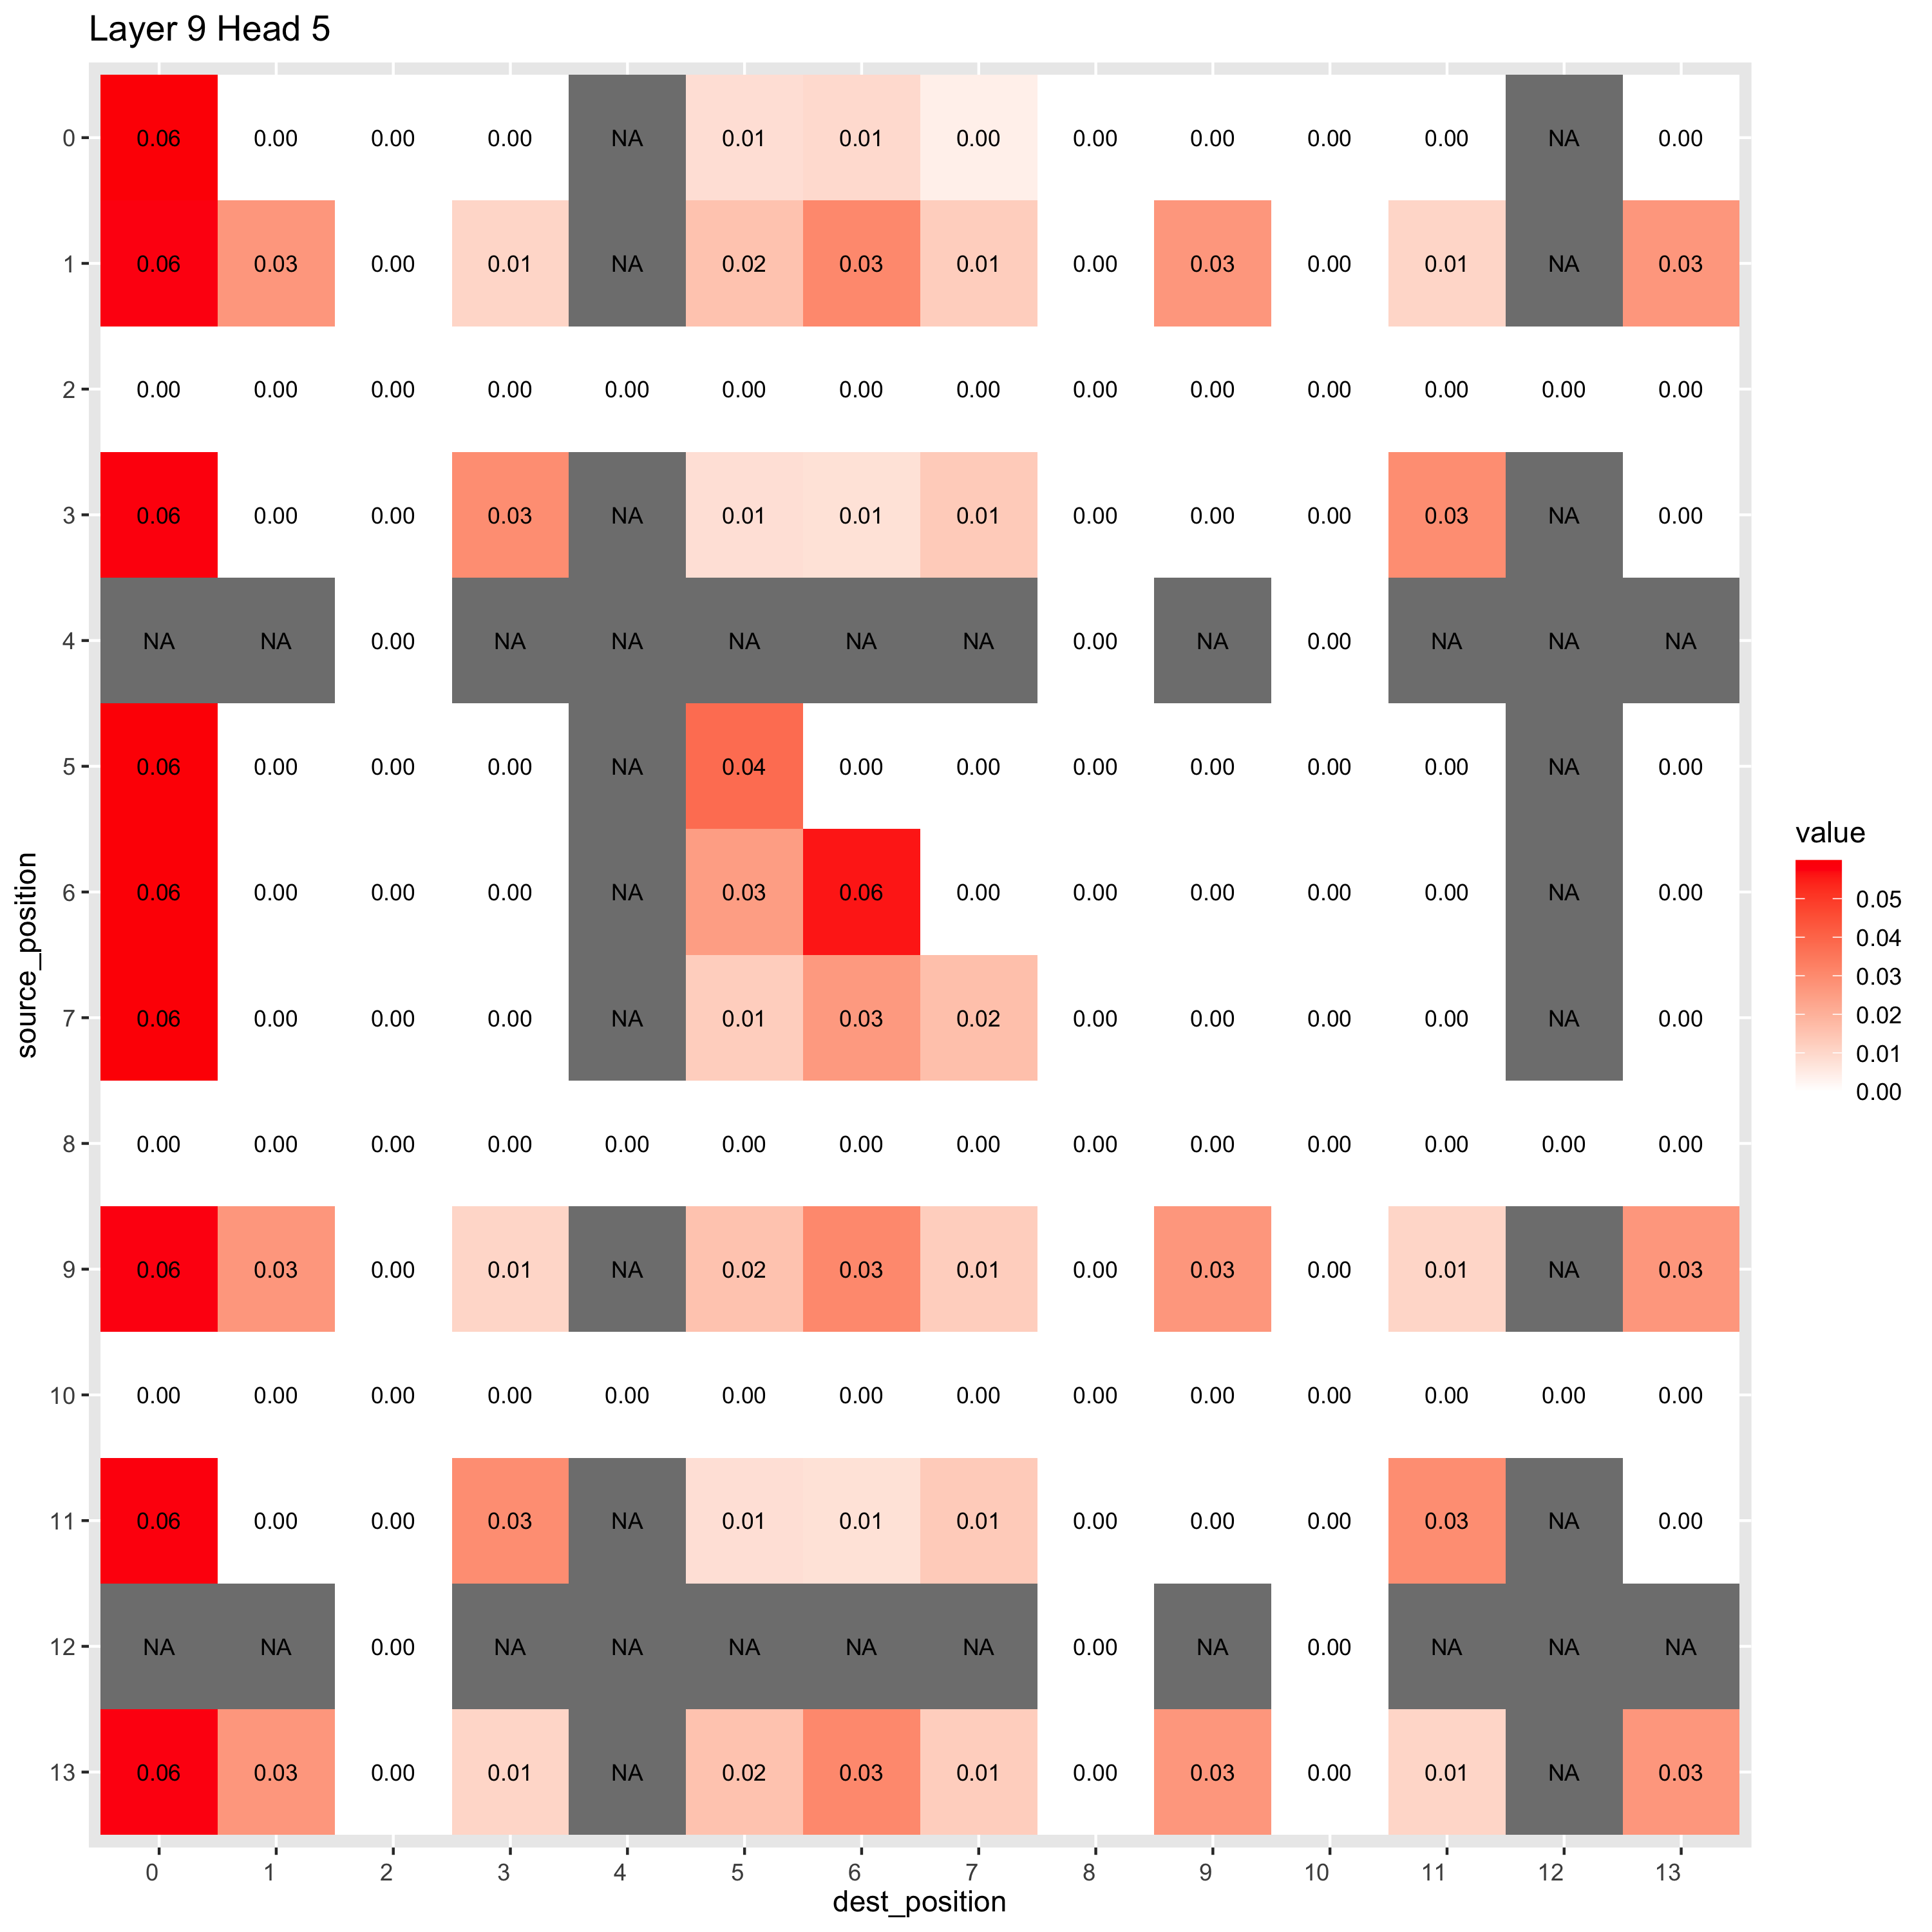 Layer 9 Head 5
0 0.06 0.00 0.00 0.00 NA 0.01 0.01 0.00 0.00 0.00 0.00 0.00 NA 0.00
1 0.06 0.03 0.00 0.01 NA 0.02 0.03 0.01 0.00 0.03 0.00 0.01 NA 0.03
2 0.00 0.00 0.00 0.00 0.00 0.00 0.00 0.00 0.00 0.00 0.00 0.00 0.00 0.00
3 0.06 0.00 0.00 0.03 NA 0.01 0.01 0.01 0.00 0.00 0.00 0.03 NA 0.00
4 NA NA 0.00 NA NA NA NA NA 0.00 NA 0.00 NA NA NA
5 0.06 0.00 0.00 0.00 NA 0.04 0.00 0.00 0.00 0.00 0.00 0.00 NA 0.00
6 0.06 0.00 0.00 0.00 NA 0.03 0.06 0.00 0.00 0.00 0.00 0.00 NA 0.00
7 0.06 0.00 0.00 0.00 NA 0.01 0.03 0.02 0.00 0.00 0.00 0.00 NA 0.00
8 0.00 0.00 0.00 0.00 0.00 0.00 0.00 0.00 0.00 0.00 0.00 0.00 0.00 0.00
9 0.06 0.03 0.00 0.01 NA 0.02 0.03 0.01 0.00 0.03 0.00 0.01 NA 0.03
10 0.00 0.00 0.00 0.00 0.00 0.00 0.00 0.00 0.00 0.00 0.00 0.00 0.00 0.00
11 0.06 0.00 0.00 0.03 NA 0.01 0.01 0.01 0.00 0.00 0.00 0.03 NA 0.00
12 NA NA 0.00 NA NA NA NA NA 0.00 NA 0.00 NA NA NA
13 0.06 0.03 0.00 0.01 NA 0.02 0.03 0.01 0.00 0.03 0.00 0.01 NA 0.03
0 1 2 3 4 5 6 7 8 9 10 11 12 13
dest_position
source_position
value
0.05
0.04
0.03
0.02
0.01
0.00